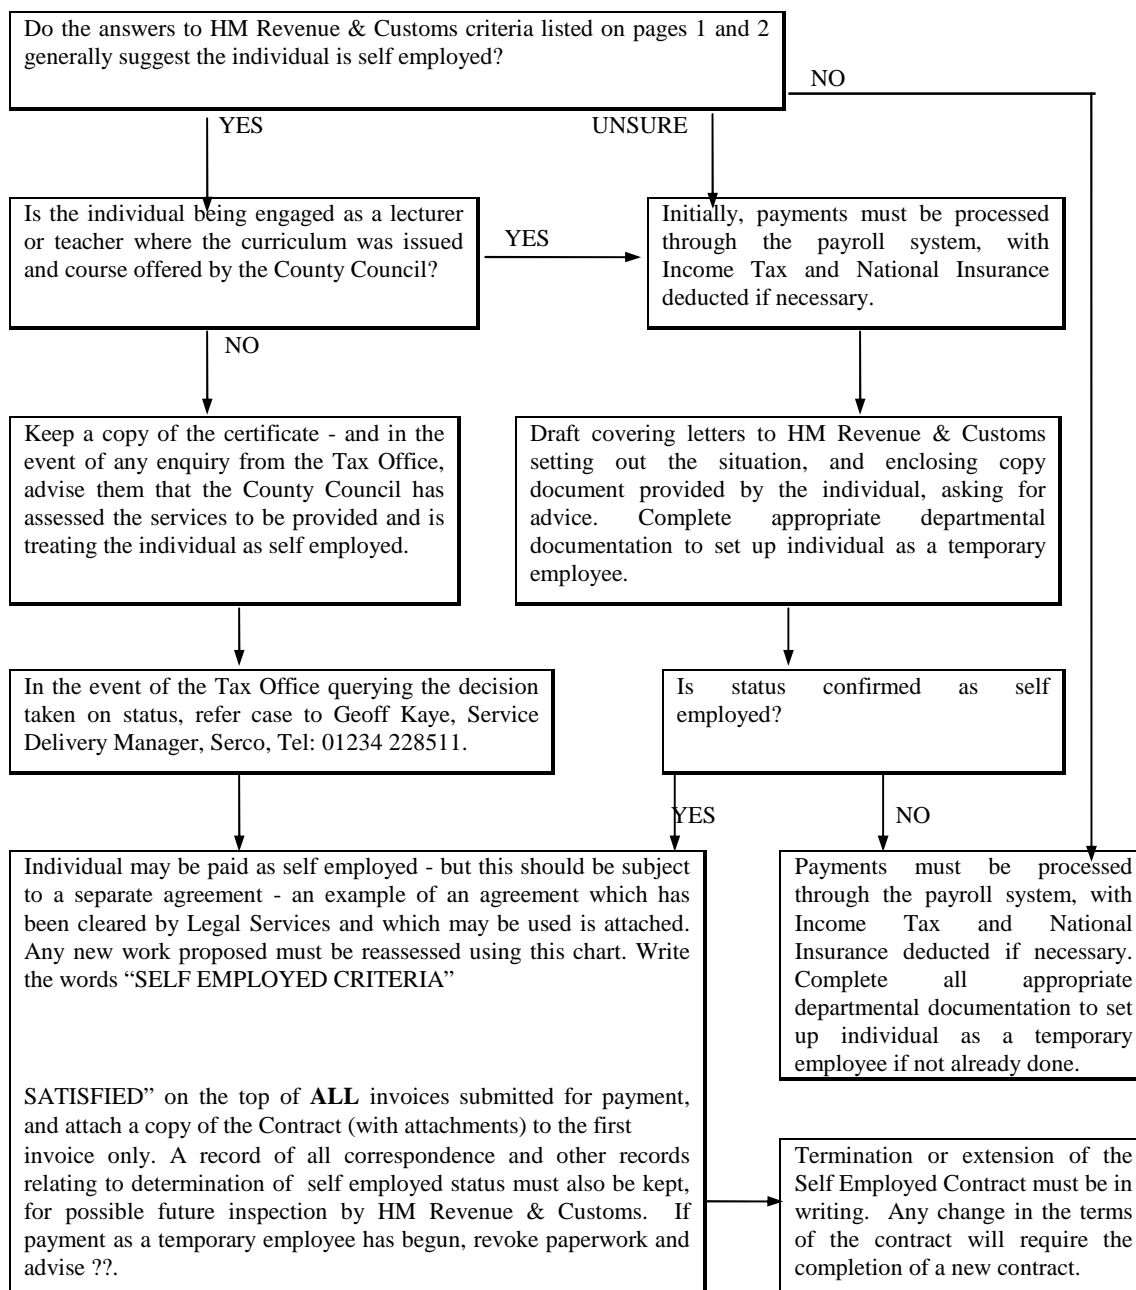 Do the answers to HM Revenue & Customs criteria listed on pages 1 and 2
generally suggest the individual is self employed?
NO
YES
UNSURE
Is the individual being engaged as a lecturer
or teacher where the curriculum was issued
and course offered by the County Council?
YES
Initially, payments must be processed
through the payroll system, with
Income Tax and National Insurance
deducted if necessary.
NO
Keep a copy of the certificate - and in the
event of any enquiry from the Tax Office,
advise them that the County Council has
assessed the services to be provided and is
treating the individual as self employed.
Draft covering letters to HM Revenue & Customs
setting out the situation, and enclosing copy
document provided by the individual, asking for
advice. Complete appropriate departmental
documentation to set up individual as a temporary
employee.
In the event of the Tax Office querying the decision
taken on status, refer case to Geoff Kaye, Service
Delivery Manager, Serco, Tel: 01234 228511.
Is status confirmed as self
employed?
YES
NO
Individual may be paid as self employed - but this should be subject
to a separate agreement - an example of an agreement which has
been cleared by Legal Services and which may be used is attached.
Any new work proposed must be reassessed using this chart. Write
the words “SELF EMPLOYED CRITERIA”
SATISFIED” on the top of ALL invoices submitted for payment,
and attach a copy of the Contract (with attachments) to the first
invoice only. A record of all correspondence and other records
relating to determination of self employed status must also be kept,
for possible future inspection by HM Revenue & Customs. If
payment as a temporary employee has begun, revoke paperwork and
advise ??.
Payments must be processed
through the payroll system, with
Income Tax and National
Insurance deducted if necessary.
Complete all appropriate
departmental documentation to set
up individual as a temporary
employee if not already done.
Termination or extension of the
Self Employed Contract must be in
writing. Any change in the terms
of the contract will require the
completion of a new contract.